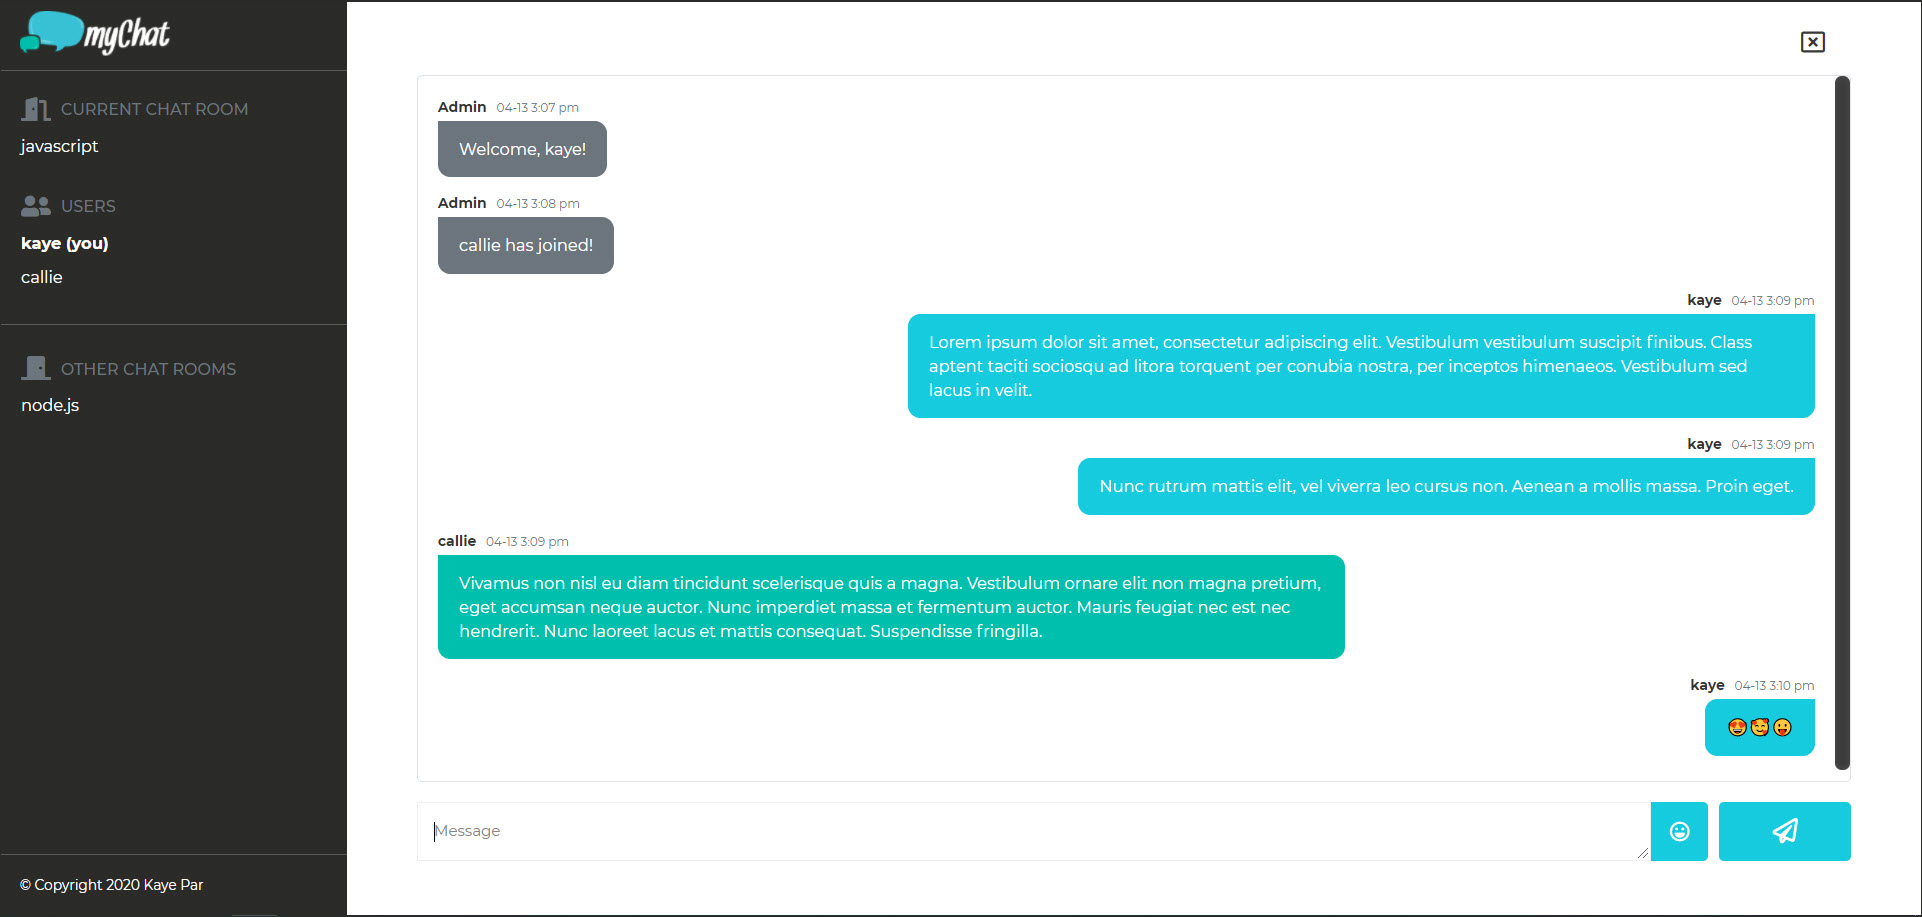 myChat
CURRENT CHAT ROOM
javascript
USERS
kaye (you)
callie
OTHER CHAT ROOMS
node.js
© Copyright 2020 Kaye Par
Admin 04-13 3:07 pm
Welcome, kaye!
Admin 04-13 3:08 pm
callie has joined!
kaye 04-13 3:09 pm
Lorem ipsum dolor sit amet, consectetur adipiscing elit. Vestibulum vestibulum suscipit finibus. Class
aptent taciti sociosqu ad litora torquent per conubia nostra, per inceptos himenaeos. Vestibulum sed
lacus in velit.
kaye 04-13 3:09 pm
Nunc rutrum mattis elit, vel viverra leo cursus non. Aenean a mollis massa. Proin eget.
callie 04-13 3:09 pm
Vivamus non nisl eu diam tincidunt scelerisque quis a magna. Vestibulum ornare elit non magna pretium,
eget accumsan neque auctor. Nunc imperdiet massa et fermentum auctor. Mauris feugiat nec est nec
hendrerit. Nunc laoreet lacus et mattis consequat. Suspendisse fringilla.
kaye 04-13 3:10 pm
😍🥰😛
Message